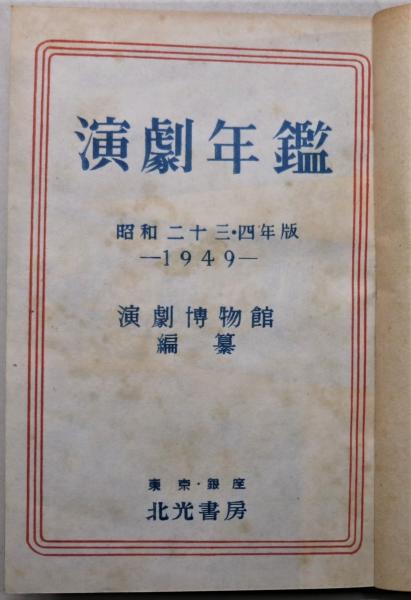 演劇年鑑
昭和二十三・四年版
—1949—
演劇博物館
編纂
東京・銀座
北光書房